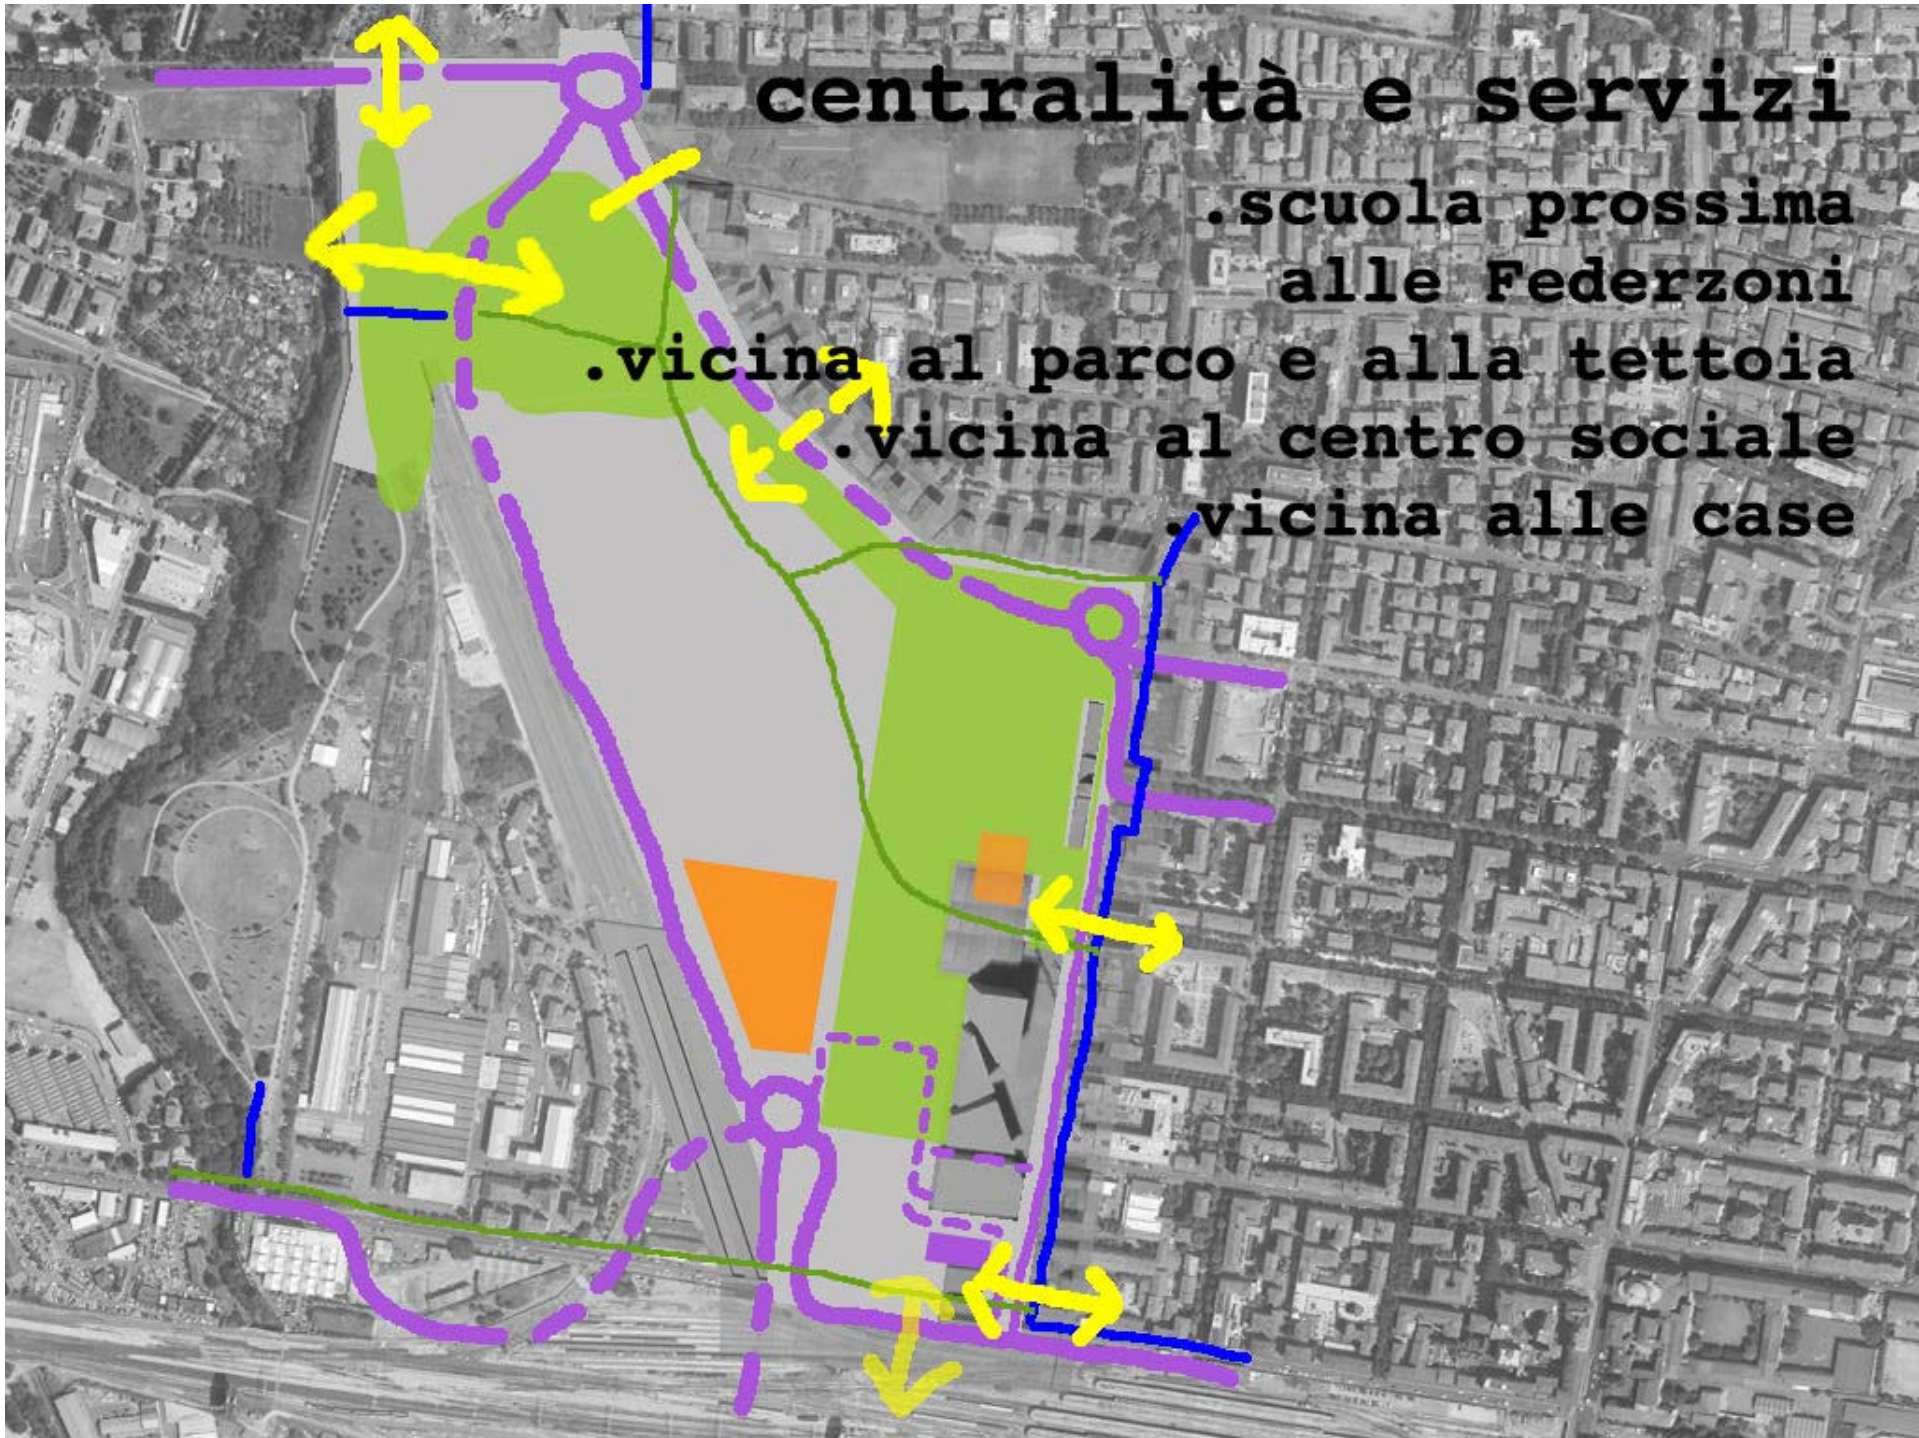 centralità e servizi
.scuola prossima
alle Federzoni
.vicina al parco e alla tettoia
.vicina al centro sociale
.vicina alle case